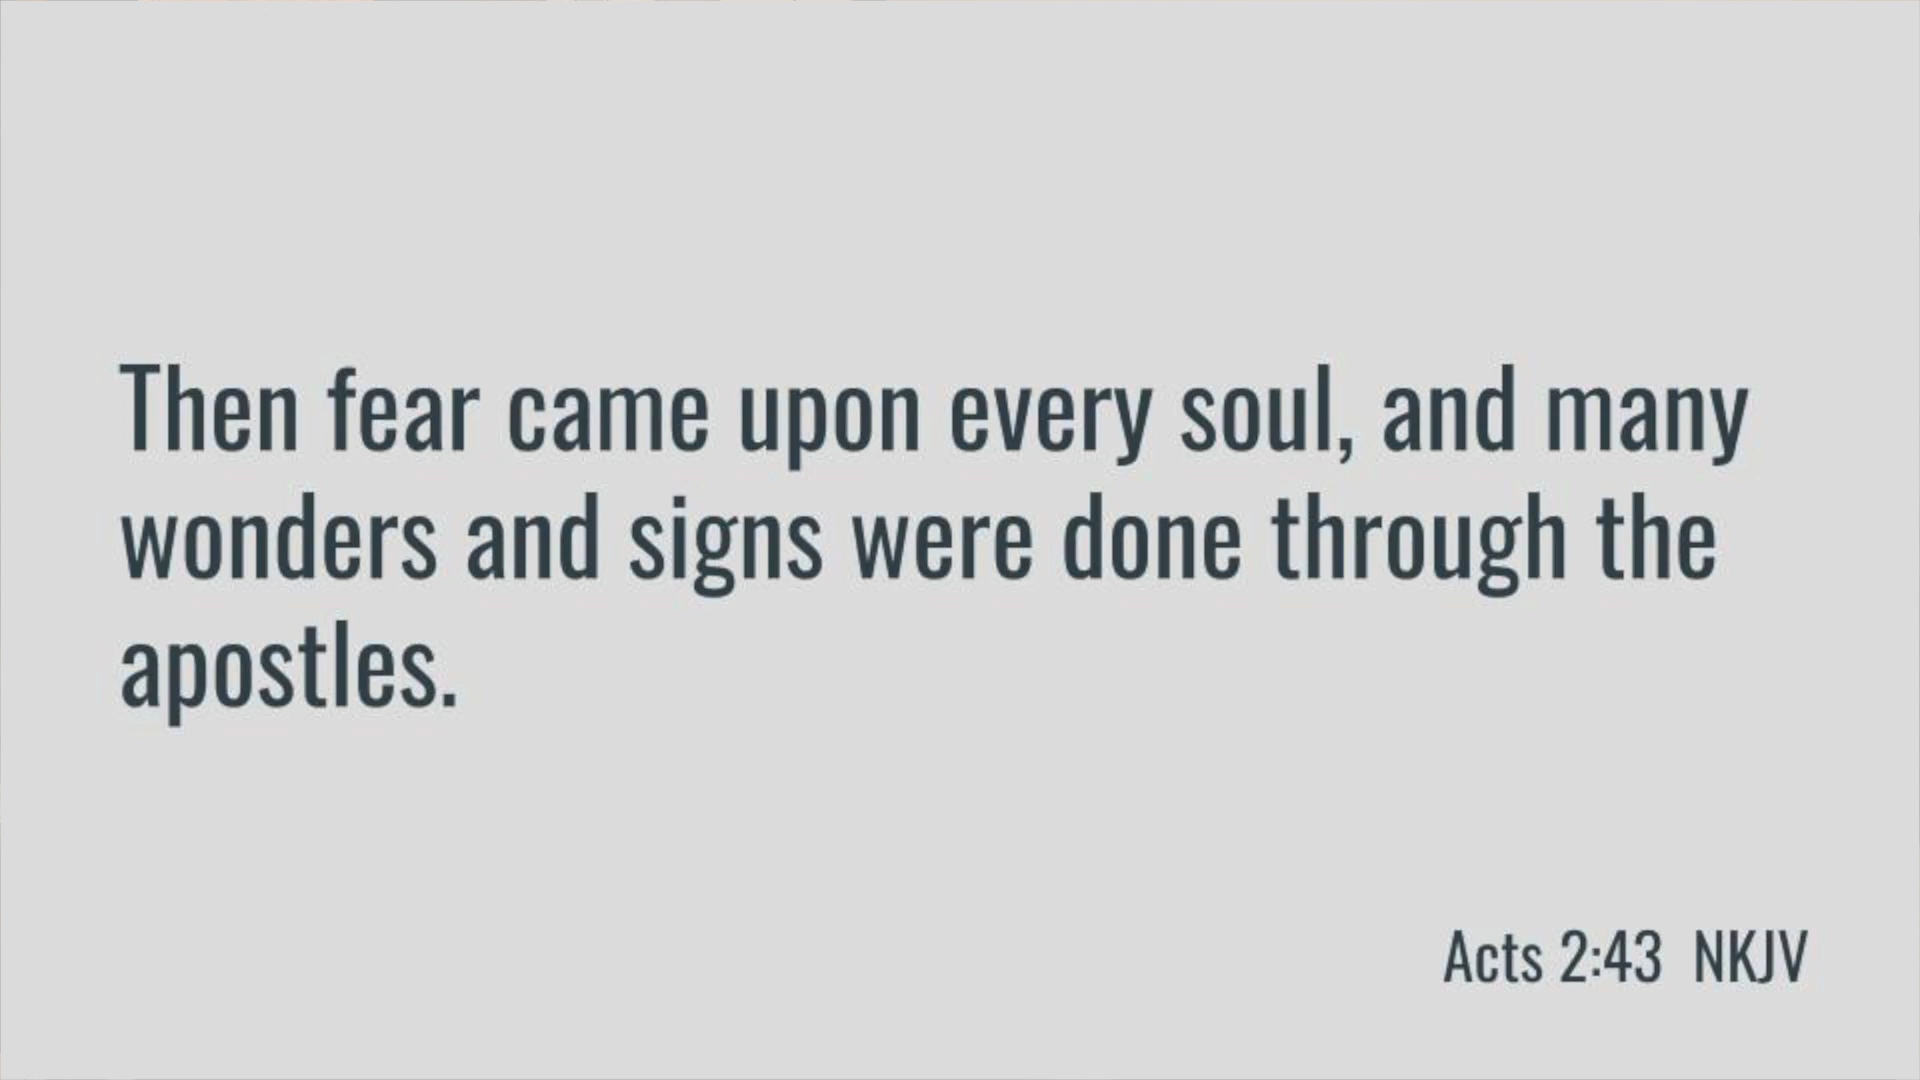 Then fear came upon every soul, and many
wonders and signs were done through the
apostles.
Acts 2:43 NKJV